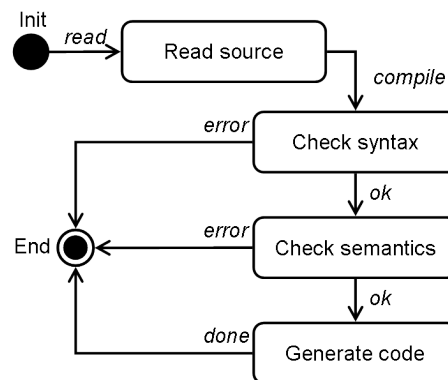 Init
read
Read source
compile
error
Check syntax
ok
End
error
Check semantics
ok
done
Generate code